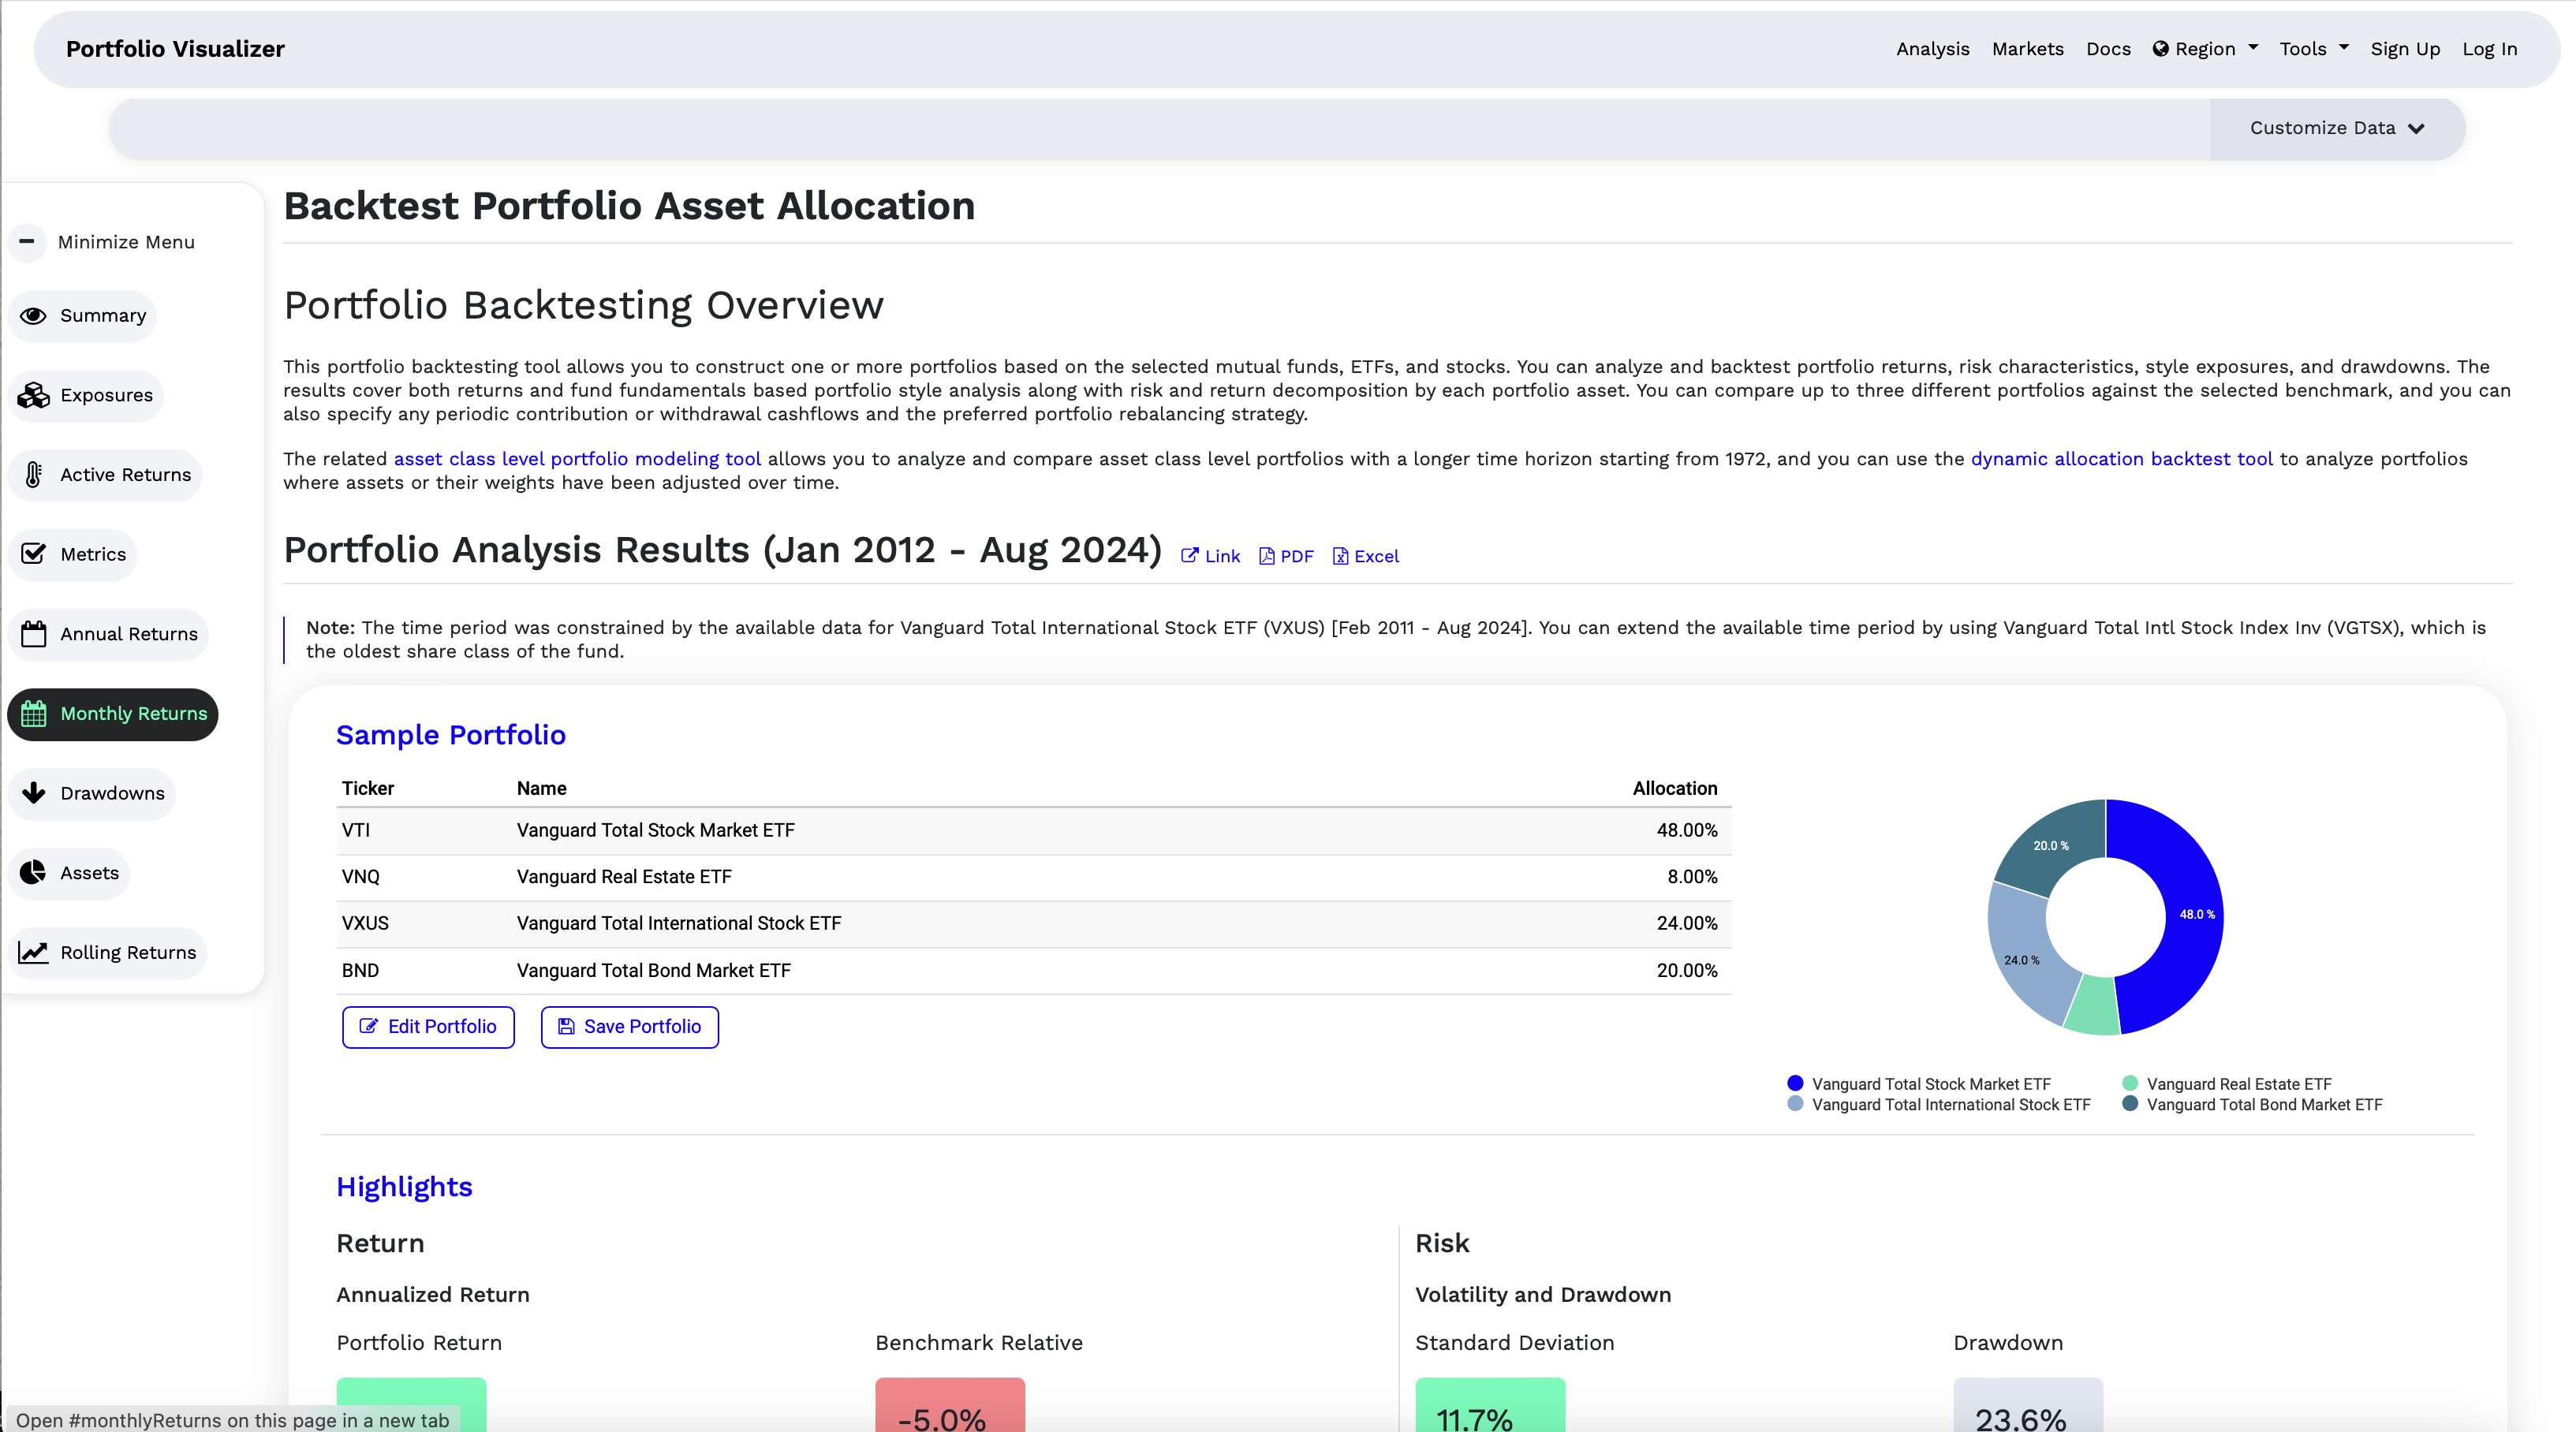 Portfolio Visualizer
Analysis Markets Docs Region Tools Sign Up Log In
Customize Data
Minimize Menu
Summary
Exposures
Active Returns
Metrics
Annual Returns
Monthly Returns
Drawdowns
Assets
Rolling Returns
Backtest Portfolio Asset Allocation
Portfolio Backtesting Overview
This portfolio backtesting tool allows you to construct one or more portfolios based on the selected mutual funds, ETFs, and stocks. You can analyze and backtest portfolio returns, risk characteristics, style exposures, and drawdowns. The
results cover both returns and fund fundamentals based portfolio style analysis along with risk and return decomposition by each portfolio asset. You can compare up to three different portfolios against the selected benchmark, and you can
also specify any periodic contribution or withdrawal cashflows and the preferred portfolio rebalancing strategy.
The related asset class level portfolio modeling tool allows you to analyze and compare asset class level portfolios with a longer time horizon starting from 1972, and you can use the dynamic allocation backtest tool to analyze portfolios
where assets or their weights have been adjusted over time.
Portfolio Analysis Results (Jan 2012 - Aug 2024) Link PDF Excel
Note: The time period was constrained by the available data for Vanguard Total International Stock ETF (VXUS) [Feb 2011 - Aug 2024]. You can extend the available time period by using Vanguard Total Intl Stock Index Inv (VGTSX), which is
the oldest share class of the fund.
Sample Portfolio
Ticker Name Allocation
VTI Vanguard Total Stock Market ETF 48.00%
VNQ Vanguard Real Estate ETF 8.00%
VXUS Vanguard Total International Stock ETF 24.00%
BND Vanguard Total Bond Market ETF 20.00%
Edit Portfolio Save Portfolio
20.0 %
48.0 %
24.0 %
Vanguard Total Stock Market ETF Vanguard Real Estate ETF
Vanguard Total International Stock ETF Vanguard Total Bond Market ETF
Highlights
Return
Annualized Return
Portfolio Return Benchmark Relative
-5.0%
Risk
Volatility and Drawdown
Standard Deviation Drawdown
11.7% 23.6%
Open #monthlyReturns on this page in a new tab